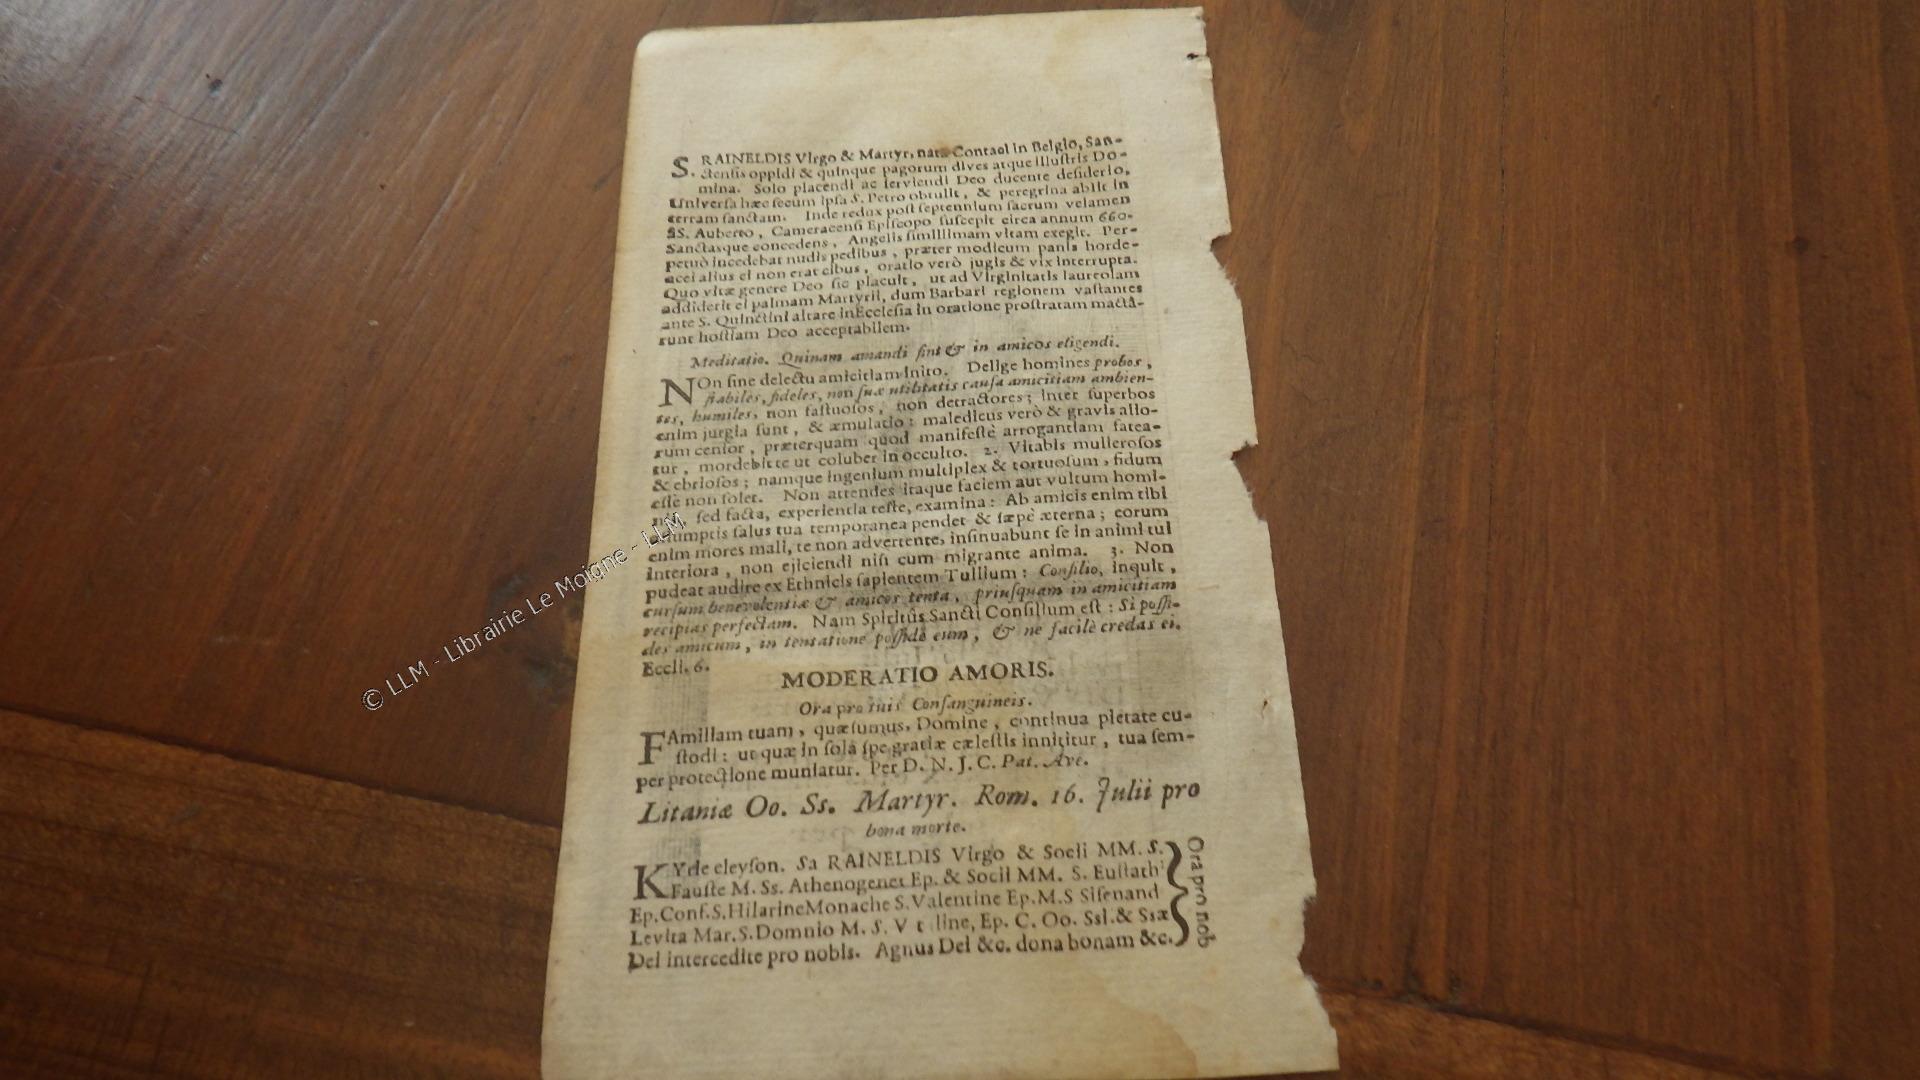 S. RAINELDIS Virgo & Martyr, nata Contaol in Belgio, San-
ctensis oppidi & quinque pagorum dives atque illustris Do-
mina. Solo placendi ac serviendi Deo ducente desiderio,
Universa hæc secum ipsa S. Petro obtulit, & peregrina abiit in
terram sanctam. Inde redux post septennium sacrum velamen
à S. Auberto, Cameracensi Episcopo suscepit circa annum 660.
Sanctasque concedens, Angelis simillimam vitam exegit. Per-
petuò incedebat nudis pedibus, præter modicum panis horde-
acei alius ei non erat cibus, oratio verò jugis & vix interrupta.
Quo vitæ genere Deo sic placuit, ut ad Virginitatis laureolam
addiderit ei palmam Martyrii, dum Barbari regionem vastantes
ante S. Quinctini altare in Ecclesia in oratione prostratam mactâ-
runt hostiam Deo acceptabilem.
Meditatio. Quinam amandi sint & in amicos eligendi.
NOn sine delectu amicitiam inito. Delige homines probos,
stabiles, fideles, non suæ utilitatis causa amicitiam ambien-
tes, humiles, non fastuosos, non detractores; inter superbos
enim jurgia sunt, & æmulatio: maledicus verò & gravis alio-
rum censor, præterquam quod manifestè arrogantiam fatea-
tur, mordebit te ut coluber in occulto. 2. Vitabis mulierosos
& ebriosos; namque ingenium multiplex & tortuosum, fidum
esse non solet. Non attendes itaque faciem aut vultum homi-
nis, sed facta, experientia teste, examina: Ab amicis enim tibi
assumptis salus tua temporanea pendet & sæpè æterna; eorum
enim mores mali, te non advertente, insinuabunt se in animi tui
interiora, non ejiciendi nisi cum migrante anima. 3. Non
pudeat audire ex Ethnicis sapientem Tullium: Consilio, inquit,
cursum benevolentiæ & amicos tenta, priusquam in amicitiam
recipias perfectam. Nam Spiritûs Sancti Consilium est: Si possi-
des amicum, in tentatione posside eum, & ne facilè credas ei.
Eccli. 6.
MODERATIO AMORIS.
Ora pro tuis Consanguineis.
FAmiliam tuam, quæsumus, Domine, continua pietate cu-
stodi: ut quæ in solâ spe gratiæ cælestis innititur, tua sem-
per protectione muniatur. Per D. N. J. C. Pat. Ave.
Litaniæ Oo. Ss. Martyr. Rom. 16. Julii pro
bona morte.
KYrie eleyson. Sa RAINELDIS Virgo & Socii MM. S.
Fauste M. Ss. Athenogenet Ep. & Socii MM. S. Eustath'
Ep. Conf. S. Hilarine Monache S. Valentine Ep. M. S Sisenand
Levita Mar. S. Domnio M. S. line, Ep. C. Oo. Ssi. & Ssæ
Dei intercedite pro nobis. Agnus Dei &c. dona bonam &c.
Ora pro nob
© LLM - Librairie Le Moigne - LLM